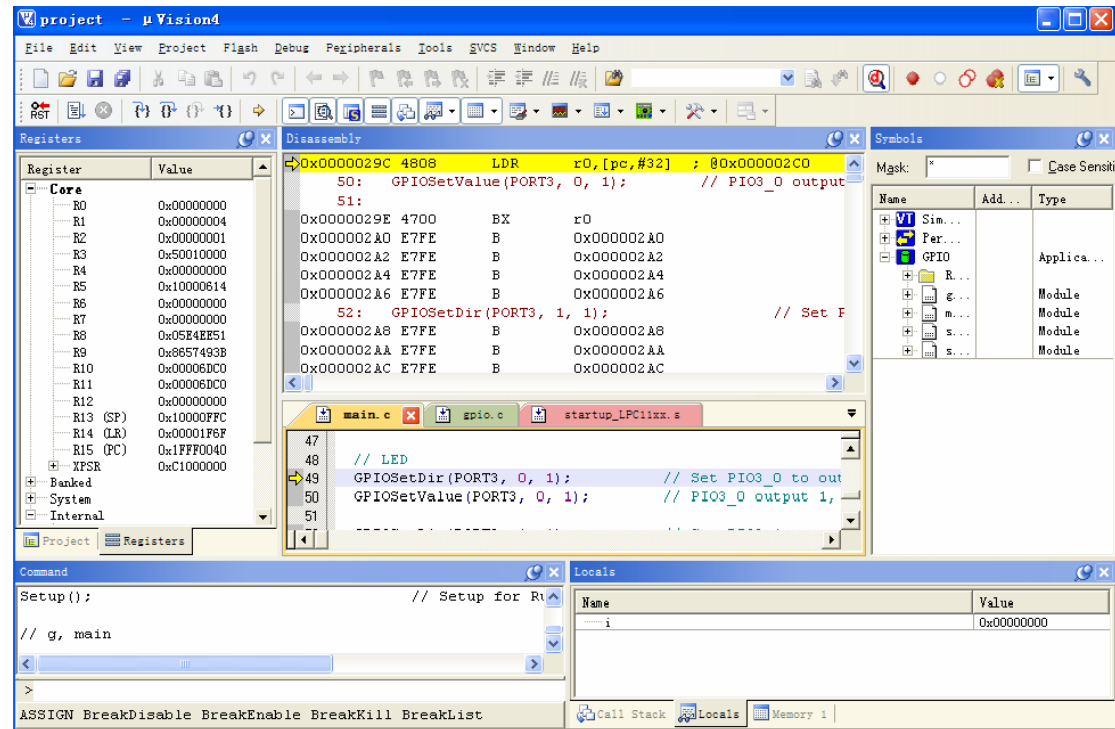 project - µVision4
File Edit View Project Flash Debug Peripherals Tools SVCS Window Help
RST
Registers
Register Value
Core
R0 0x00000000
R1 0x00000004
R2 0x00000001
R3 0x50010000
R4 0x00000000
R5 0x10000614
R6 0x00000000
R7 0x00000000
R8 0x05E4EE51
R9 0x8657493B
R10 0x00006DC0
R11 0x00006DC0
R12 0x00000000
R13 (SP) 0x10000FFC
R14 (LR) 0x00001F6F
R15 (PC) 0x1FFF0040
XPSR 0xC1000000
Banked
System
Internal
Project Registers
Disassembly
0x0000029C 4808 LDR r0,[pc,#32] ; @0x000002C0
50: GPIOSetValue(PORT3, 0, 1); // PIO3_0 output
51:
0x0000029E 4700 BX r0
0x000002A0 E7FE B 0x000002A0
0x000002A2 E7FE B 0x000002A2
0x000002A4 E7FE B 0x000002A4
0x000002A6 E7FE B 0x000002A6
52: GPIOSetDir(PORT3, 1, 1); // Set P
0x000002A8 E7FE B 0x000002A8
0x000002AA E7FE B 0x000002AA
0x000002AC E7FE B 0x000002AC
main.c gpio.c startup_LPC11xx.s
47
48 // LED
49 GPIOSetDir(PORT3, 0, 1); // Set PIO3_0 to out
50 GPIOSetValue(PORT3, 0, 1); // PIO3_0 output 1,
51
Symbols
Mask: * Case Sensiti
Name Add... Type
VT Sim...
Per...
GPIO Applica...
R...
g... Module
m... Module
s... Module
s... Module
Command
Setup(); // Setup for Ru
// g, main
>
ASSIGN BreakDisable BreakEnable BreakKill BreakList
Locals
Name Value
i 0x00000000
Call Stack Locals Memory 1